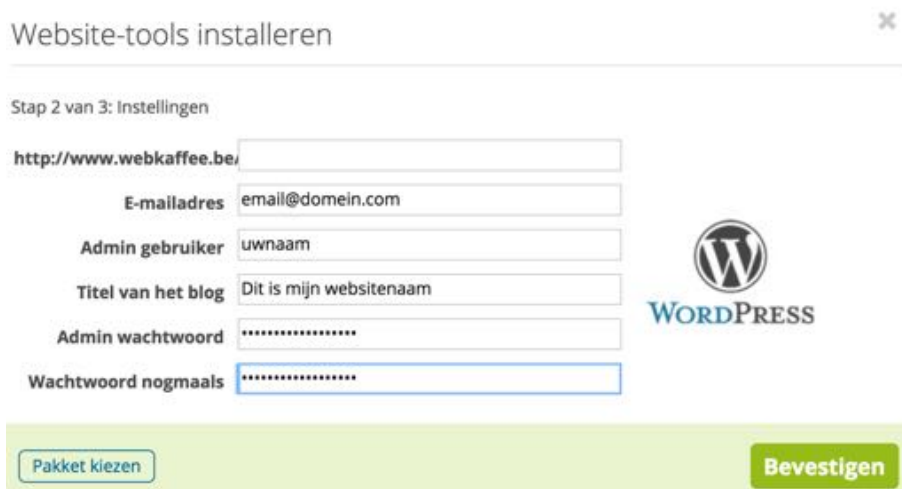 Website-tools installeren
Stap 2 van 3: Instellingen
http://www.webkaffee.be/
E-mailadres email@domein.com
Admin gebruiker uwnaam
Titel van het blog Dit is mijn websitenaam
Admin wachtwoord ••••••••••••••••••
Wachtwoord nogmaals ••••••••••••••••••
WORDPRESS
Pakket kiezen
Bevestigen